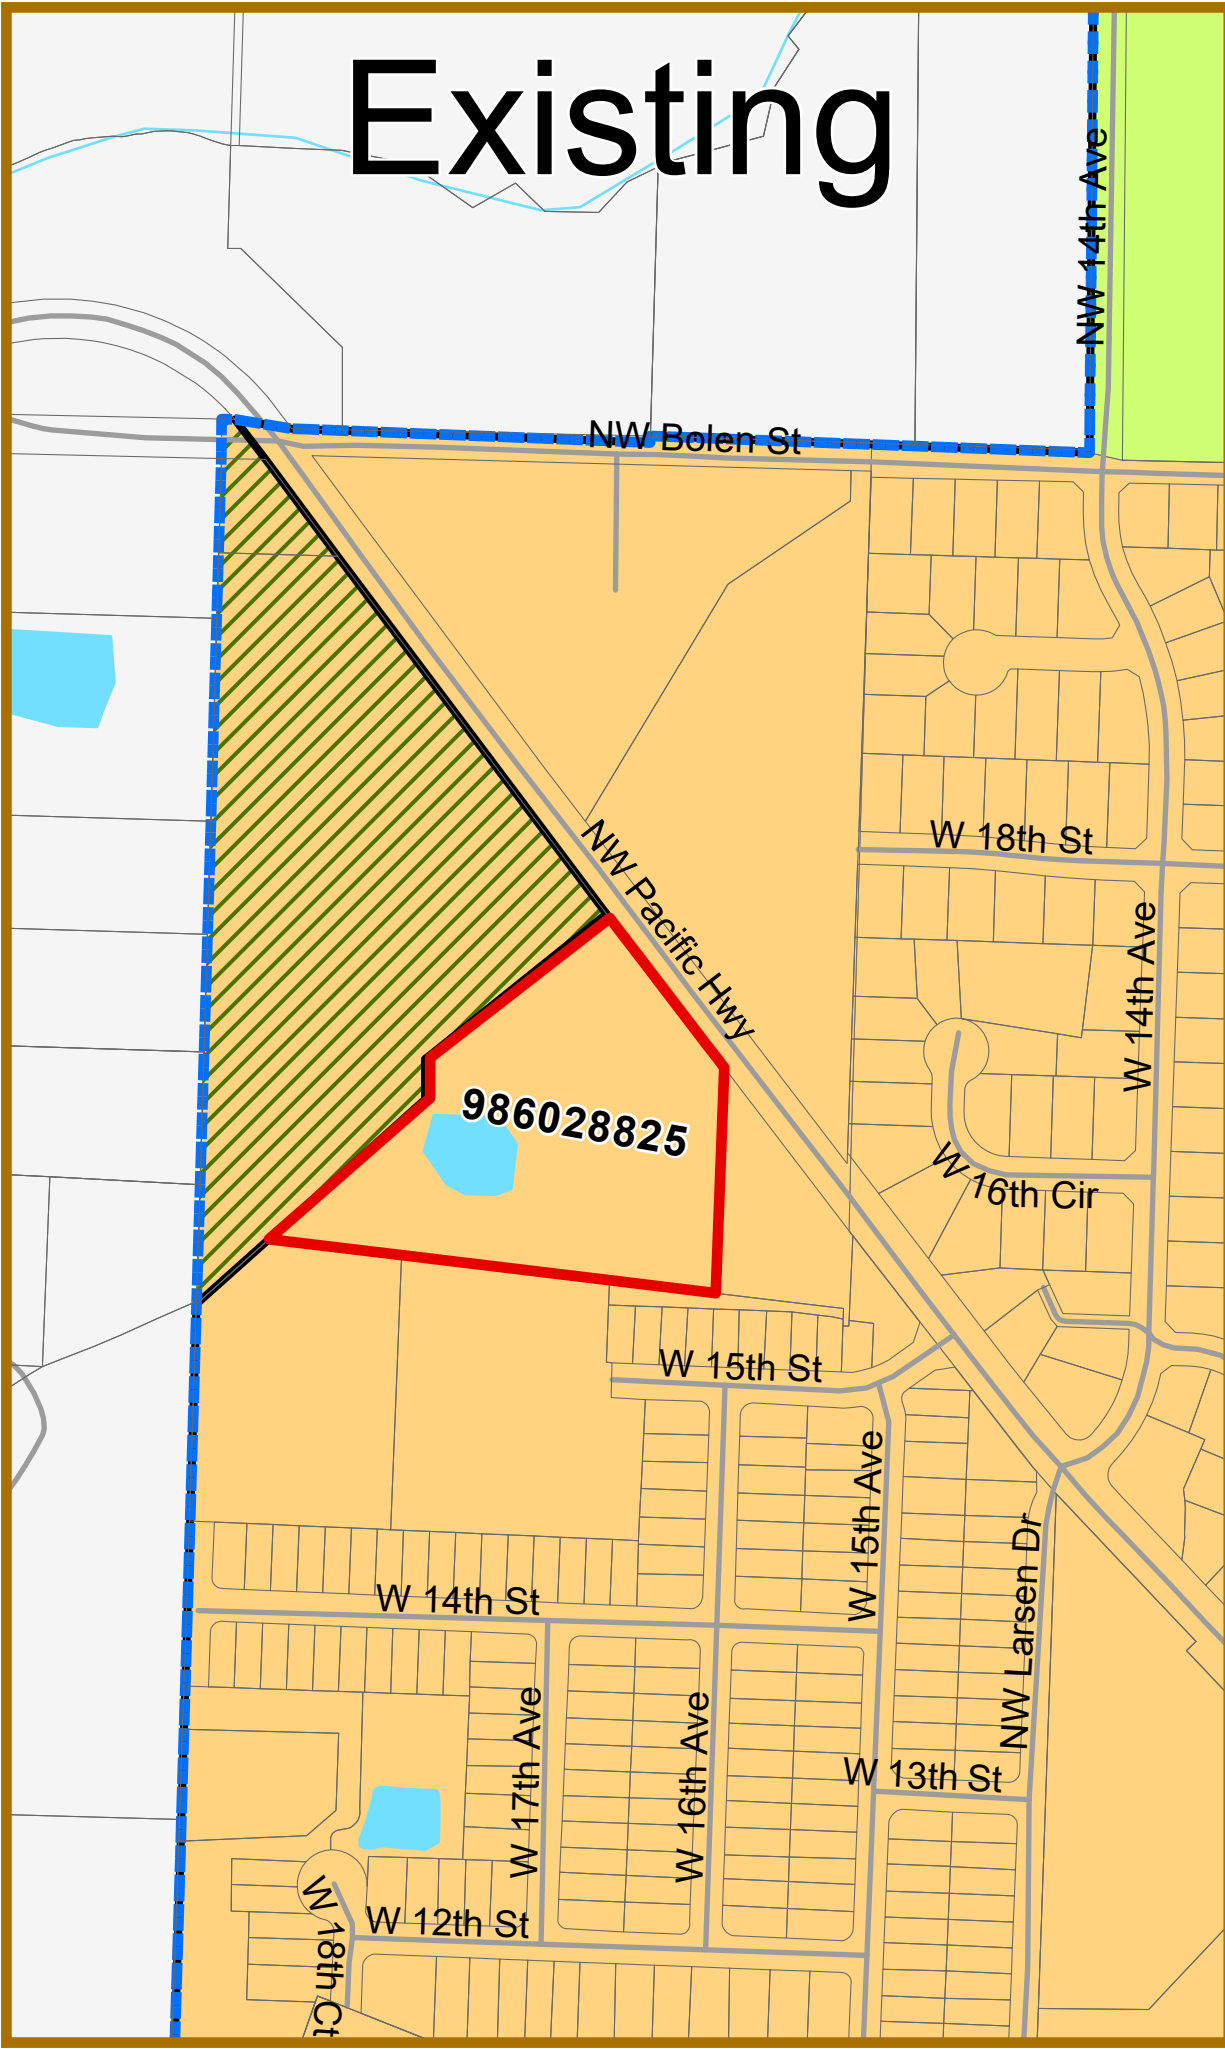 Existing
NW 14th Ave
NW Bolen St
W 18th St
NW Pacific Hwy
W 14th Ave
986028825
W 16th Cir
W 15th St
W 15th Ave
NW Larsen Dr
W 14th St
W 17th Ave
W 16th Ave
W 13th St
W 18th Ct
W 12th St